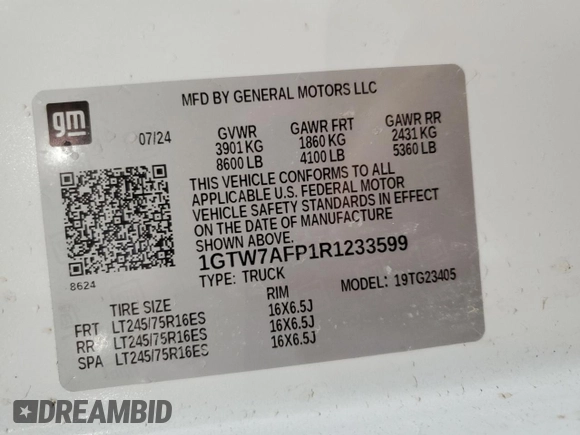 gm
MFD BY GENERAL MOTORS LLC
07/24
GVWR GAWR FRT GAWR RR
3901 KG 1860 KG 2431 KG
8600 LB 4100 LB 5360 LB
THIS VEHICLE CONFORMS TO ALL
APPLICABLE U.S. FEDERAL MOTOR
VEHICLE SAFETY STANDARDS IN EFFECT
ON THE DATE OF MANUFACTURE
SHOWN ABOVE.
1GTW7AFP1R1233599
8624
TYPE: TRUCK MODEL: 19TG23405
TIRE SIZE RIM
FRT LT245/75R16ES 16X6.5J
RR LT245/75R16ES 16X6.5J
SPA LT245/75R16ES 16X6.5J
DREAMBID